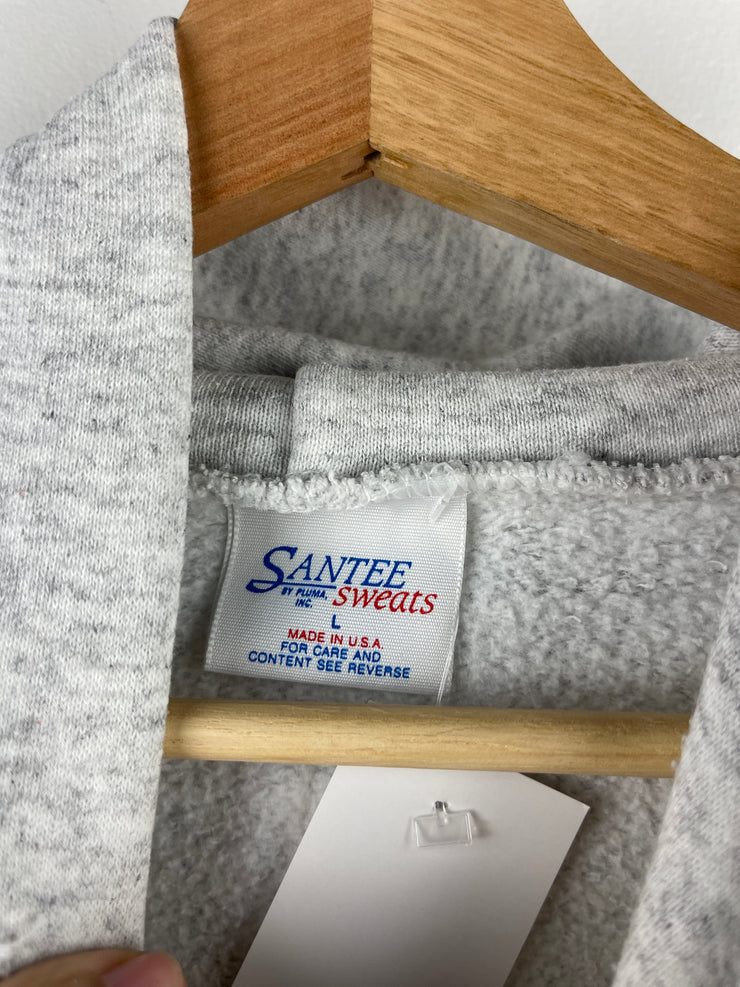 SANTEE
BY PLUMA, sweats
INC.
L
MADE IN U.S.A.
FOR CARE AND
CONTENT SEE REVERSE